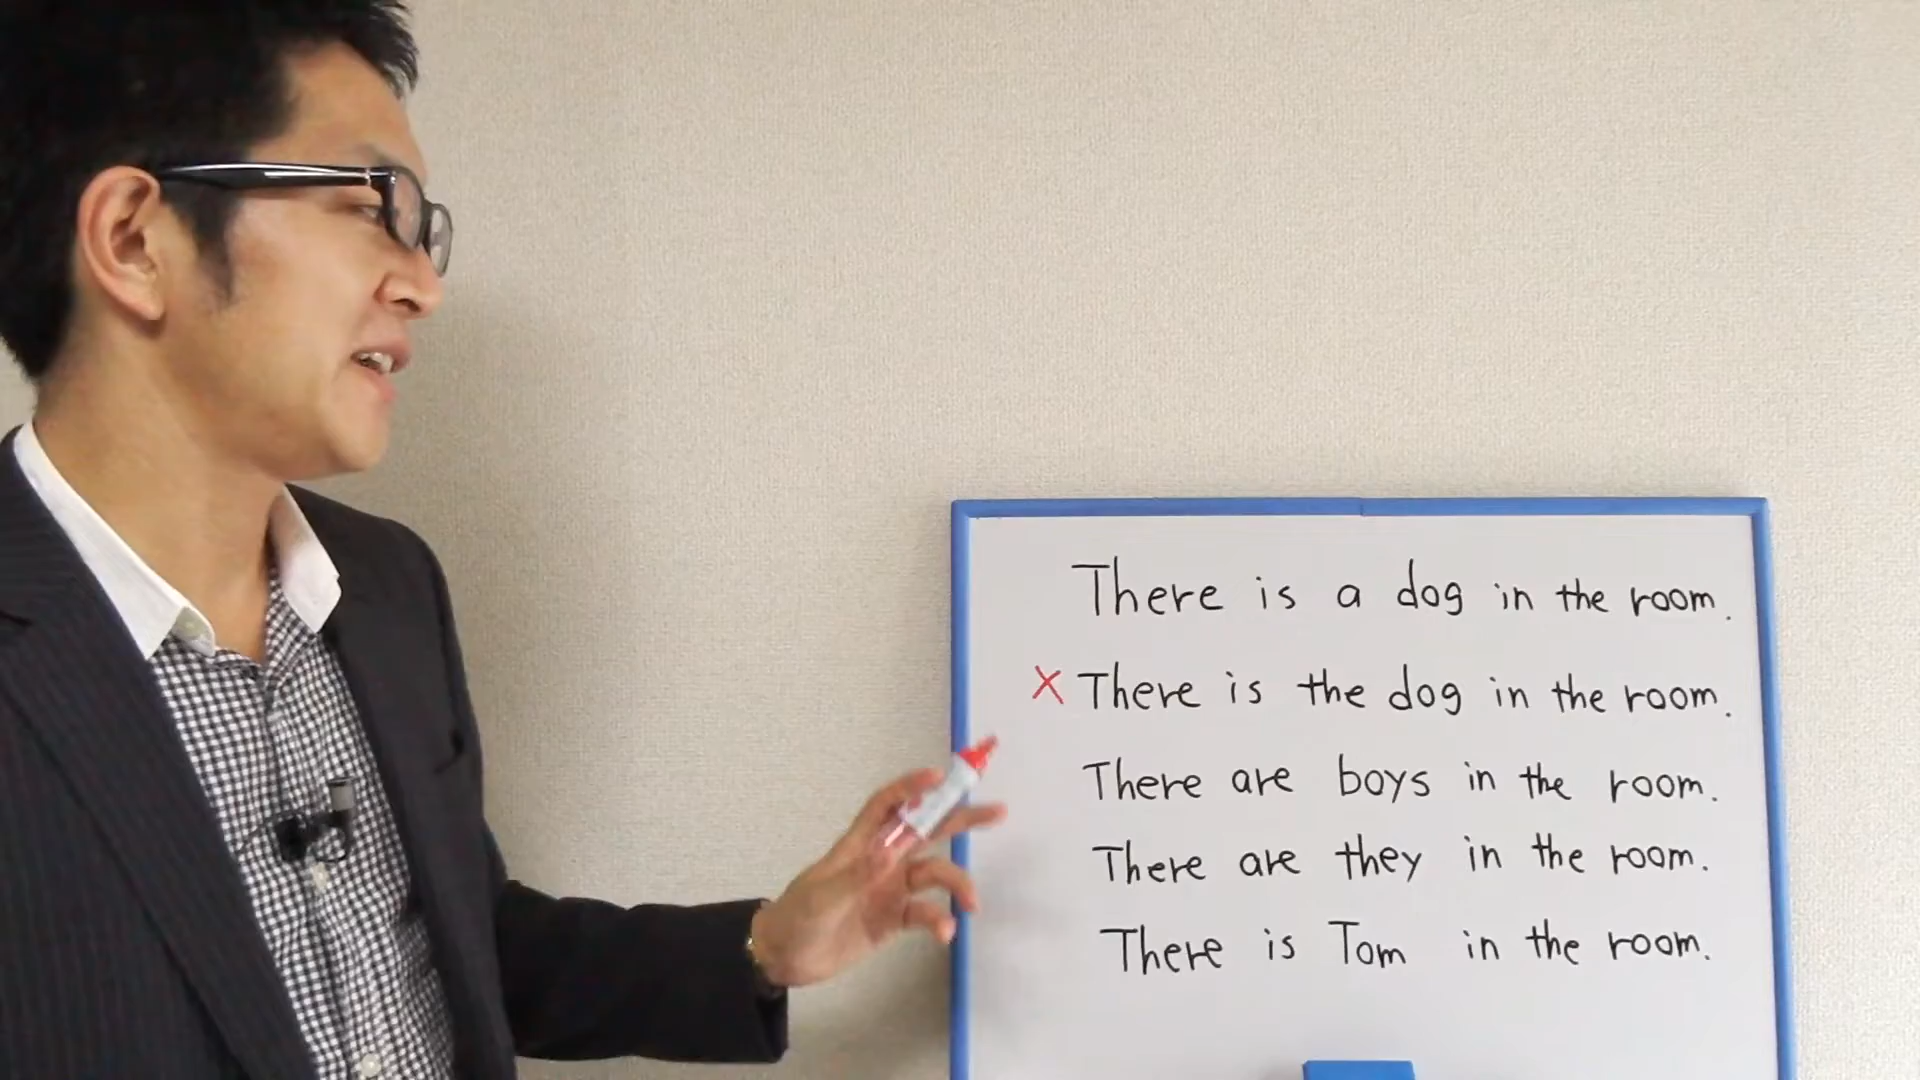 There is a dog in the room.
X There is the dog in the room.
There are boys in the room.
There are they in the room.
There is Tom in the room.